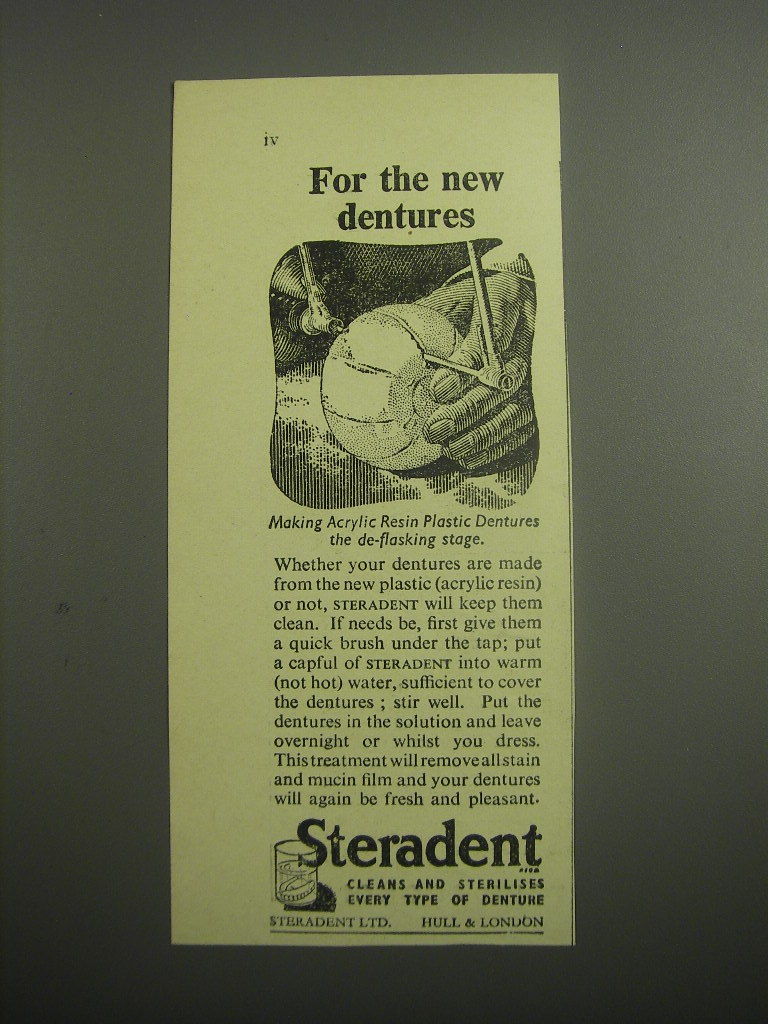 iv
For the new
dentures
Making Acrylic Resin Plastic Dentures
the de-flasking stage.
Whether your dentures are made
from the new plastic (acrylic resin)
or not, STERADENT will keep them
clean. If needs be, first give them
a quick brush under the tap; put
a capful of STERADENT into warm
(not hot) water, sufficient to cover
the dentures ; stir well. Put the
dentures in the solution and leave
overnight or whilst you dress.
This treatment will remove all stain
and mucin film and your dentures
will again be fresh and pleasant.
Steradent
CLEANS AND STERILISES
EVERY TYPE OF DENTURE
STERADENT LTD. HULL & LONDON